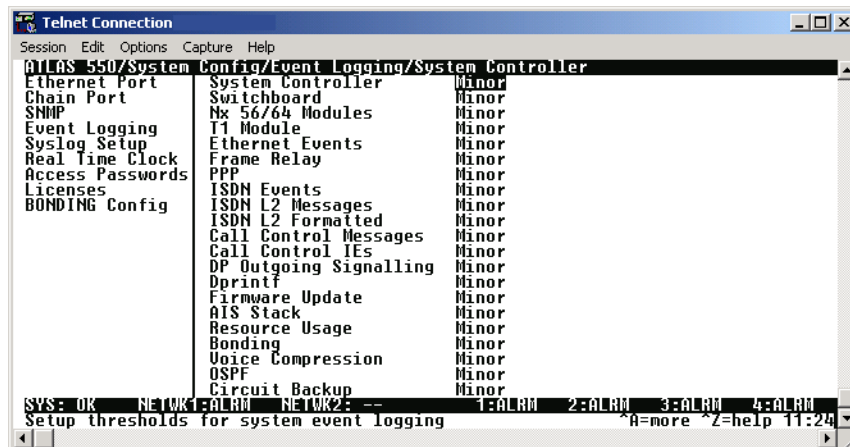 Telnet Connection
Session Edit Options Capture Help
ATLAS 550/System Config/Event Logging/System Controller
Ethernet Port System Controller Minor
Chain Port Switchboard Minor
SNMP Nx 56/64 Modules Minor
Event Logging T1 Module Minor
Syslog Setup Ethernet Events Minor
Real Time Clock Frame Relay Minor
Access Passwords PPP Minor
Licenses ISDN Events Minor
BONDING Config ISDN L2 Messages Minor
ISDN L2 Formatted Minor
Call Control Messages Minor
Call Control IEs Minor
DP Outgoing Signalling Minor
Dprintf Minor
Firmware Update Minor
AIS Stack Minor
Resource Usage Minor
Bonding Minor
Voice Compression Minor
OSPF Minor
Circuit Backup Minor
SYS: OK NETWK1:ALRM NETWK2: -- 1:ALRM 2:ALRM 3:ALRM 4:ALRM
Setup thresholds for system event logging ^A=more ^Z=help 11:24